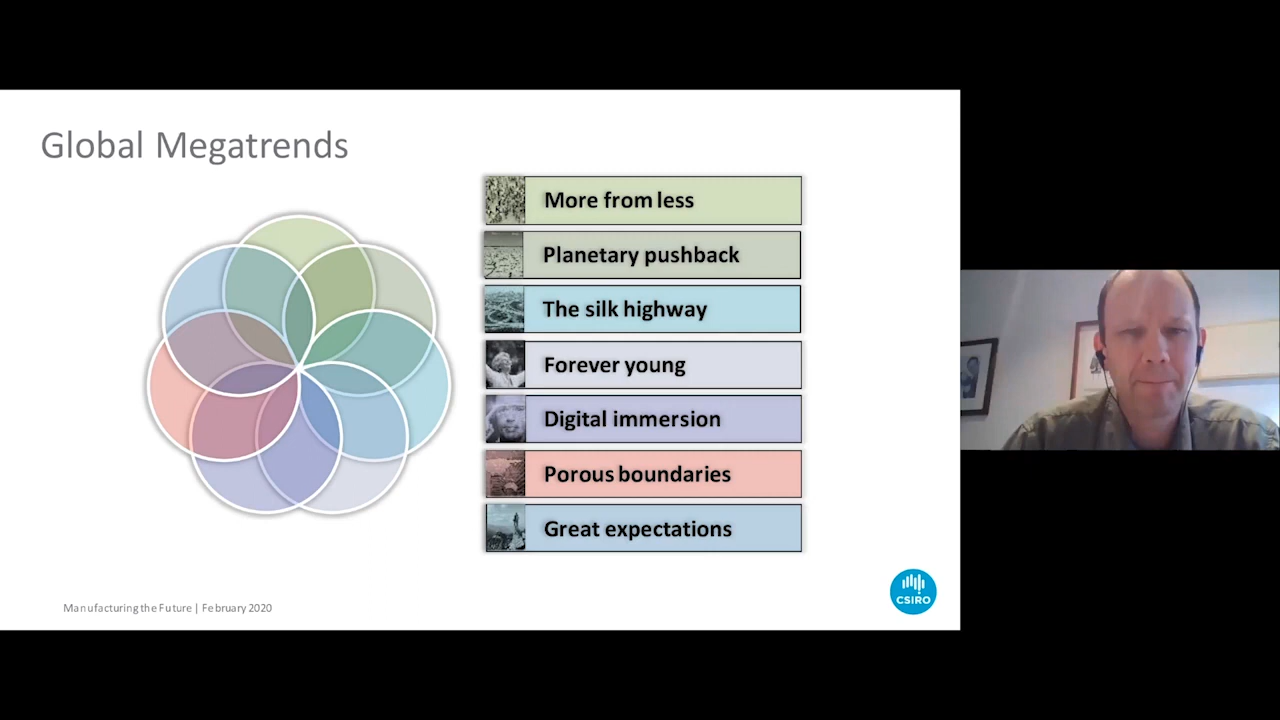 Global Megatrends
More from less
Planetary pushback
The silk highway
Forever young
Digital immersion
Porous boundaries
Great expectations
Manufacturing the Future | February 2020
CSIRO